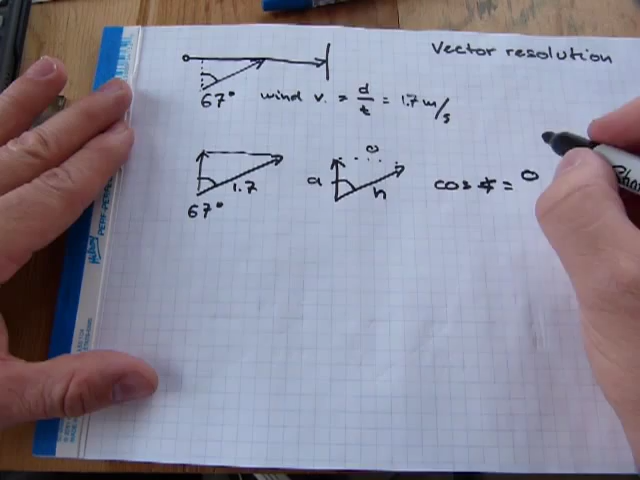 Vector resolution
67° wind v. = d/t = 1.7 m/s
o
a h
1.7
67°
cos ∡ = o